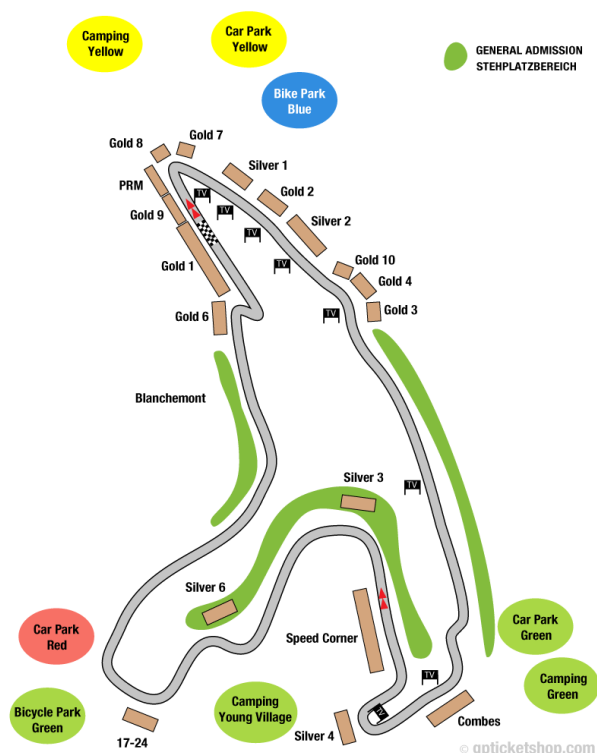 Camping
Yellow
Car Park
Yellow
GENERAL ADMISSION
STEHPLATZBEREICH
Bike Park
Blue
Gold 7
Gold 8
Silver 1
PRM
TV
Gold 2
Gold 9
TV
Silver 2
TV
Gold 1
TV
Gold 10
Gold 4
Gold 6
TV
Gold 3
Blanchemont
Silver 3
TV
Silver 6
Car Park
Red
Speed Corner
Car Park
Green
TV
Camping
Green
Bicycle Park
Green
Camping
Young Village
TV
17-24
Silver 4
Combes
© gpticketshop.com